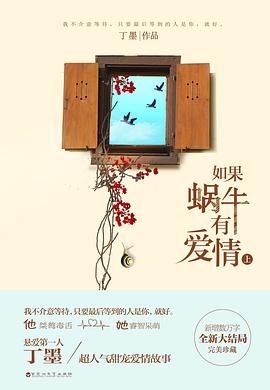 我不介意等待,只要最后等到的人是你,就好。
丁墨|作品
如果
蜗牛
有
爱情
上
我不介意等待,只要最后等到的人是你,就好。
他 桀骜毒舌 她 睿智呆萌
悬爱第一人
丁墨/超人气甜宠爱情故事
新增数万字
全新大结局
完美珍藏